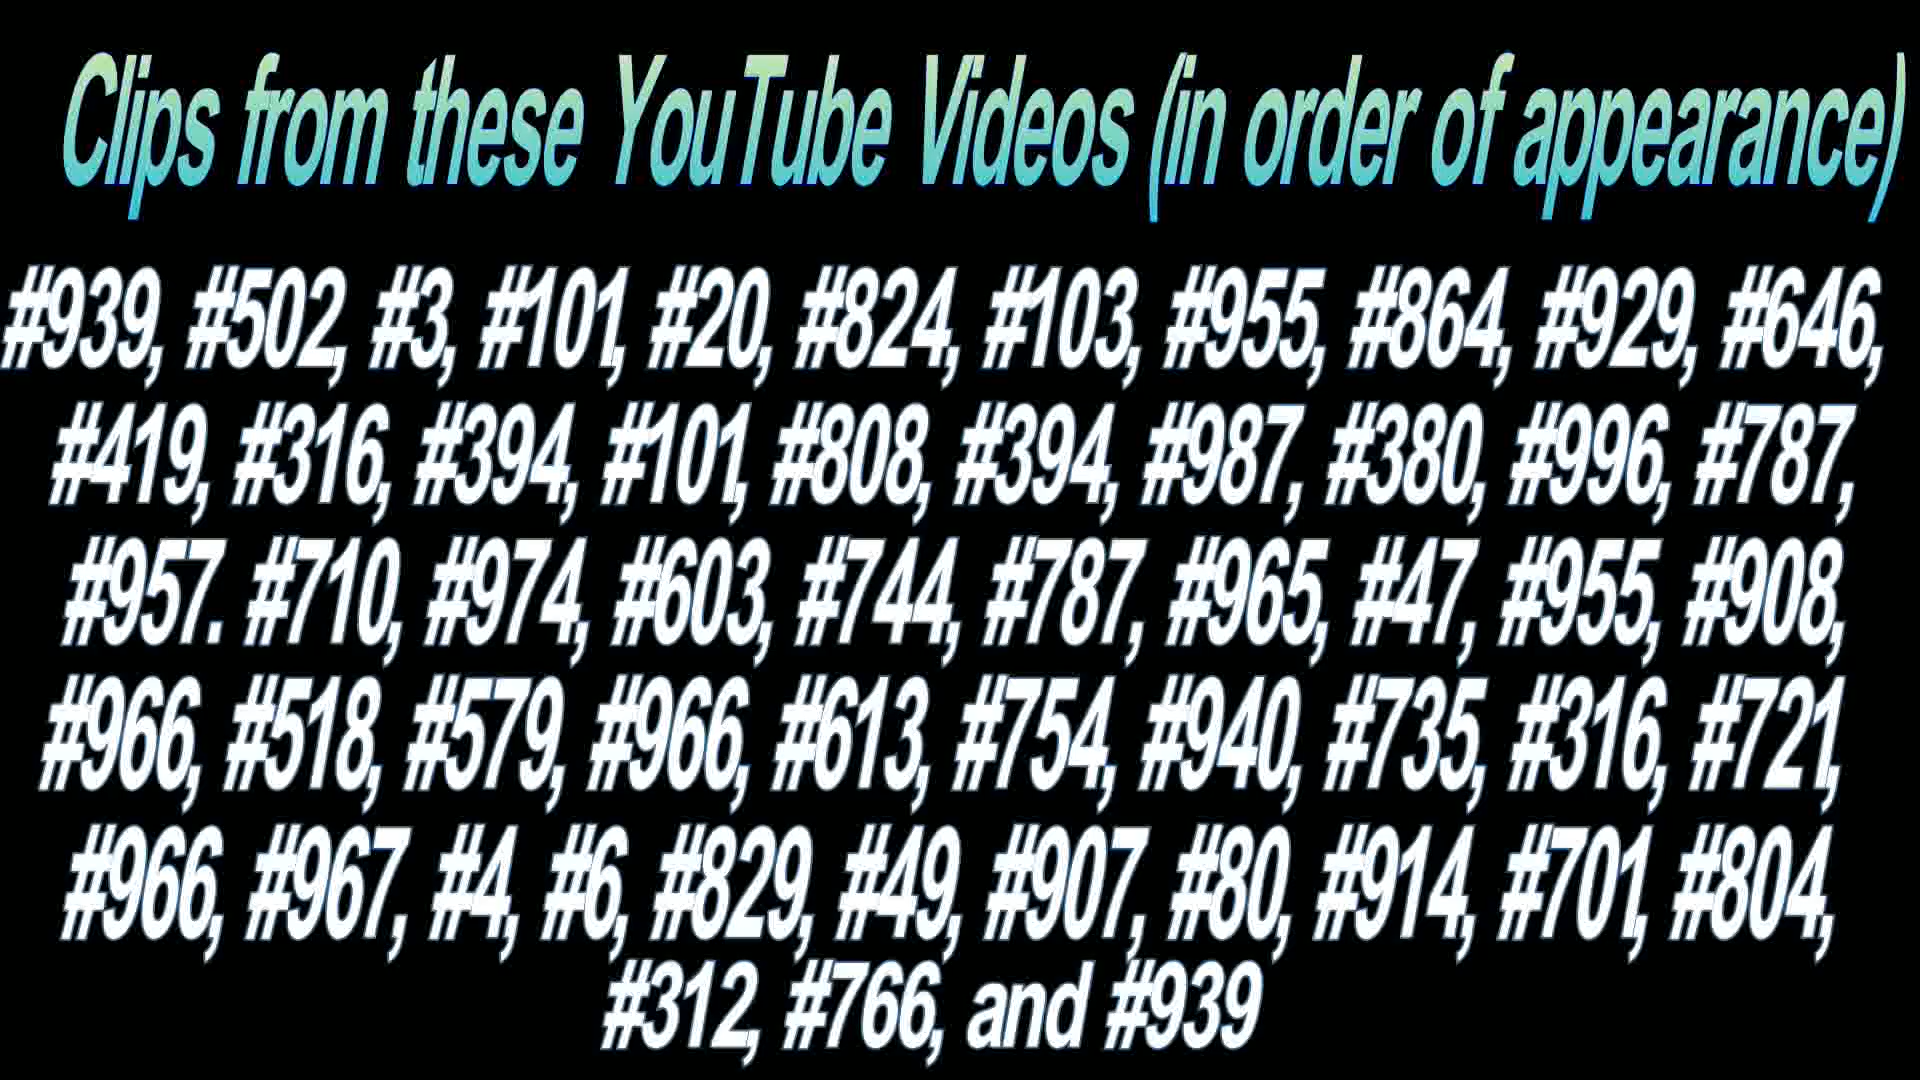 Clips from these YouTube Videos (in order of appearance)
#939, #502, #3, #101, #20, #824, #103, #955, #864, #929, #646,
#419, #316, #394, #101, #808, #394, #987, #380, #996, #787,
#957. #710, #974, #603, #744, #787, #965, #47, #955, #908,
#966, #518, #579, #966, #613, #754, #940, #735, #316, #721,
#966, #967, #4, #6, #829, #49, #907, #80, #914, #701, #804,
#312, #766, and #939